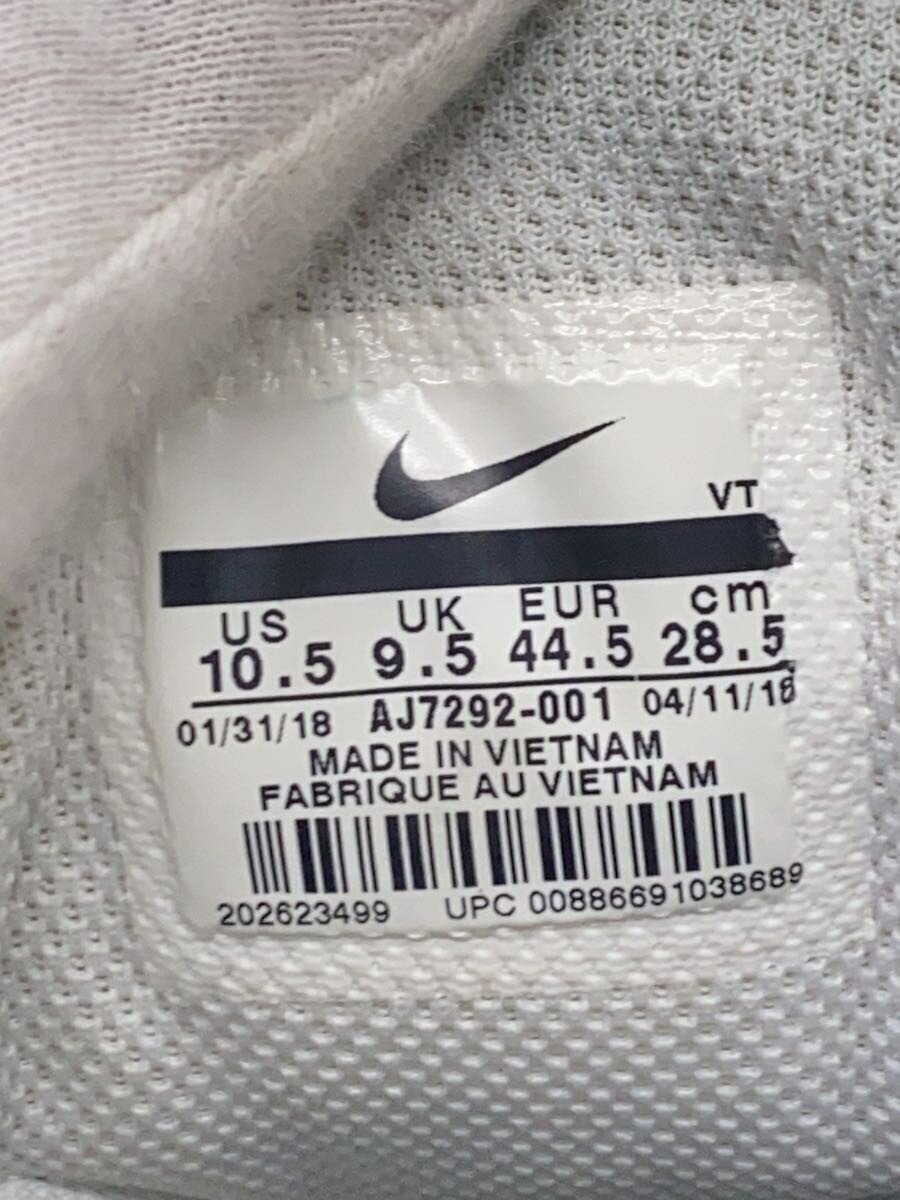 VT
US UK EUR cm
10.5 9.5 44.5 28.5
01/31/18 AJ7292-001 04/11/18
MADE IN VIETNAM
FABRIQUE AU VIETNAM
202623499 UPC 00886691038689